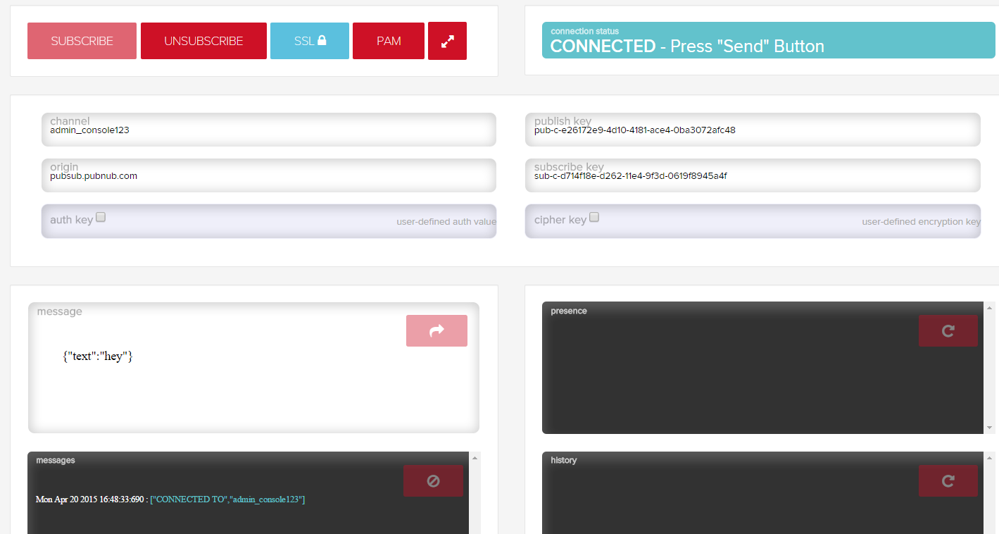 SUBSCRIBE UNSUBSCRIBE SSL PAM
connection status
CONNECTED - Press "Send" Button
channel
admin_console123
publish key
pub-c-e26172e9-4d10-4181-ace4-0ba3072afc48
origin
pubsub.pubnub.com
subscribe key
sub-c-d714f18e-d262-11e4-9f3d-0619f8945a4f
auth key user-defined auth value
cipher key user-defined encryption key
message
{"text":"hey"}
presence
messages
Mon Apr 20 2015 16:48:33:690 : ["CONNECTED TO","admin_console123"]
history